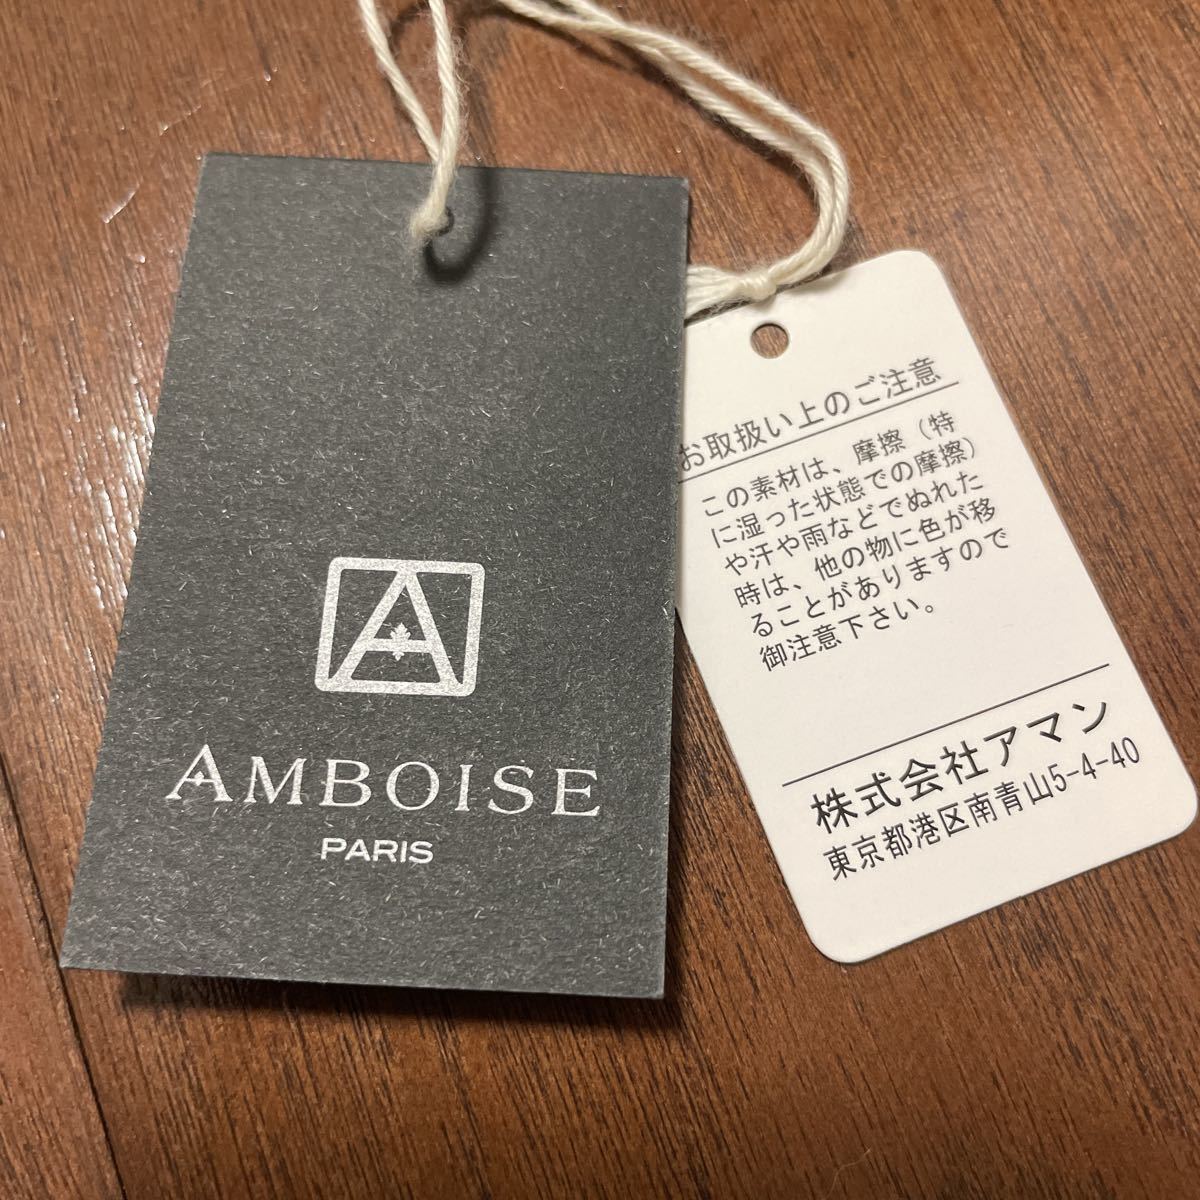 A
AMBOISE
PARIS
お取扱い上のご注意
この素材は、摩擦（特
に湿った状態での摩擦）
や汗や雨などでぬれた
時は、他の物に色が移
ることがありますので
御注意下さい。
株式会社アマン
東京都港区南青山5-4-40